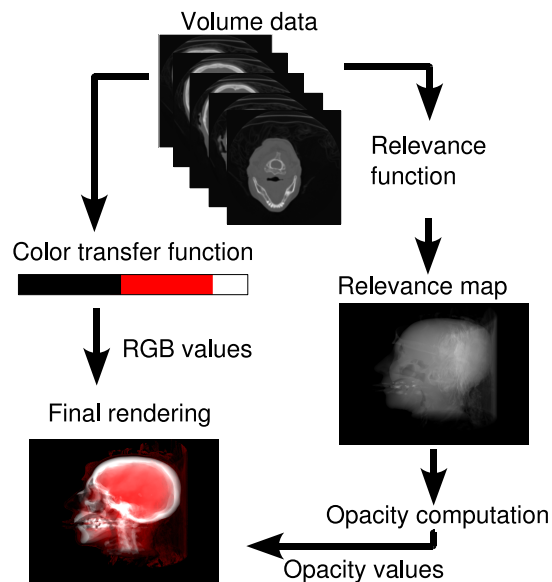 Volume data
Relevance
function
Color transfer function
Relevance map
RGB values
Final rendering
Opacity computation
Opacity values